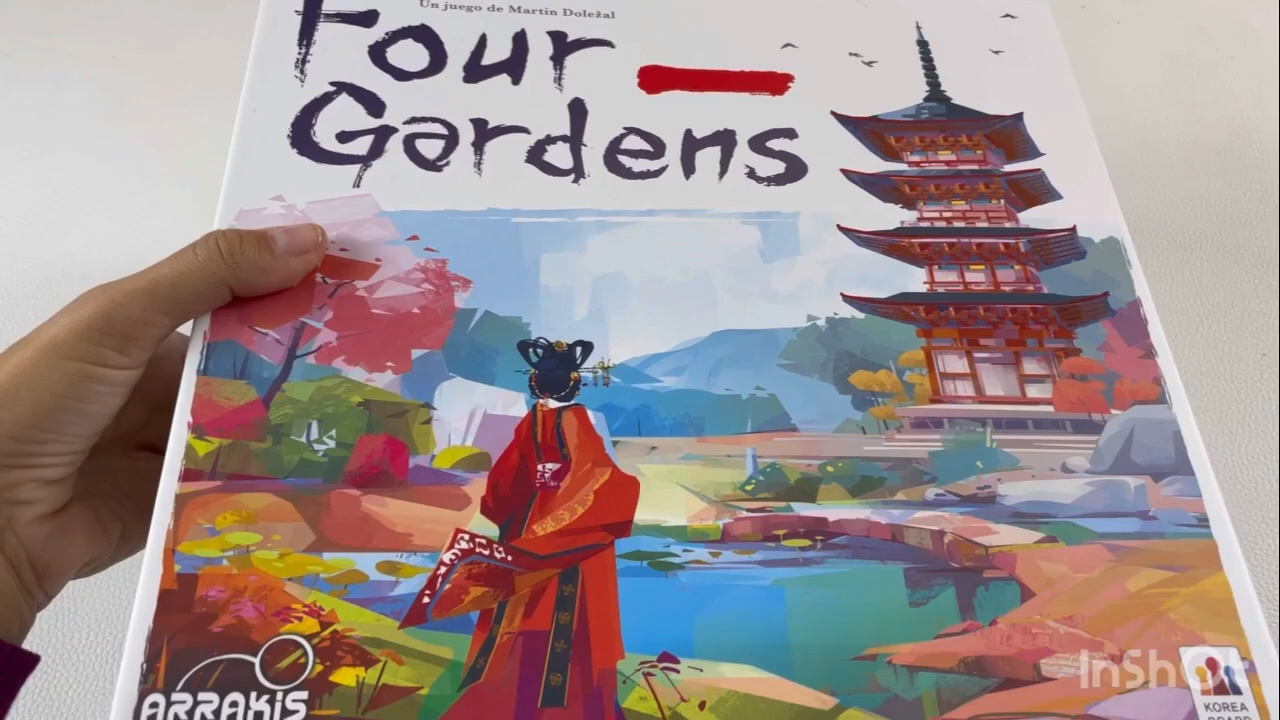 Un juego de Martin Doležal
Four
Gardens
ARRAKIS
InShOt
KOREA
BOARD